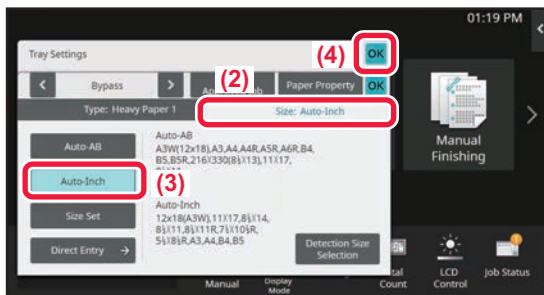 01:19 PM
Tray Settings
(4)
OK
Bypass
(2)
Paper Property
OK
Type: Heavy Paper 1
Size: Auto-Inch
Auto-AB
Auto-AB
A3W(12x18),A3,A4,A4R,A5R,A6R,B4,
B5,B5R,216X330(8½X13),11X17,
Auto-Inch
(3)
Auto-Inch
12x18(A3W),11X17,8½X14,
8½X11,8½X11R,7¼X10½R,
5½X8½R,A3,A4,B4,B5
Size Set
Direct Entry →
Detection Size
Selection
Manual
Finishing
Manual
Display
Mode
Count
LCD
Control
Job Status